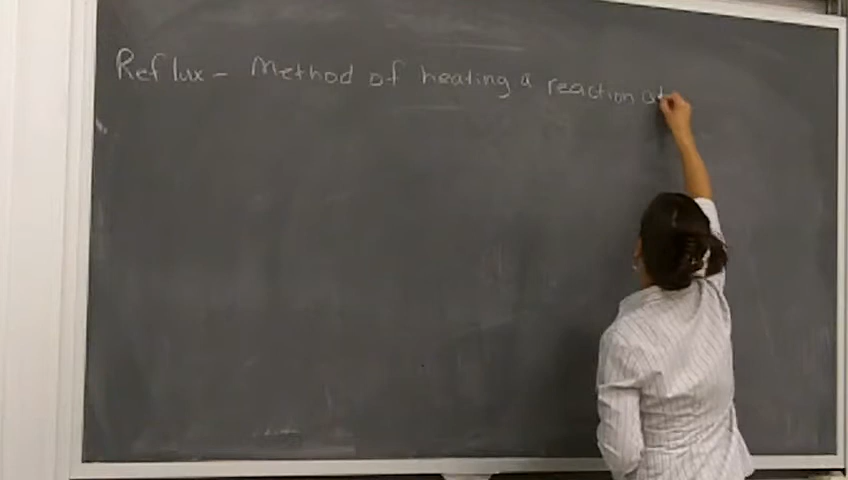 Reflux - Method of heating a reaction at